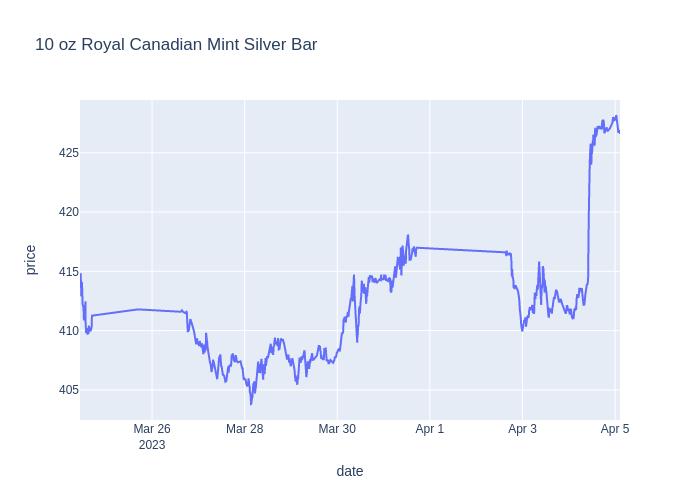 10 oz Royal Canadian Mint Silver Bar
price
425
420
415
410
405
Mar 26
2023
Mar 28
Mar 30
Apr 1
Apr 3
Apr 5
date